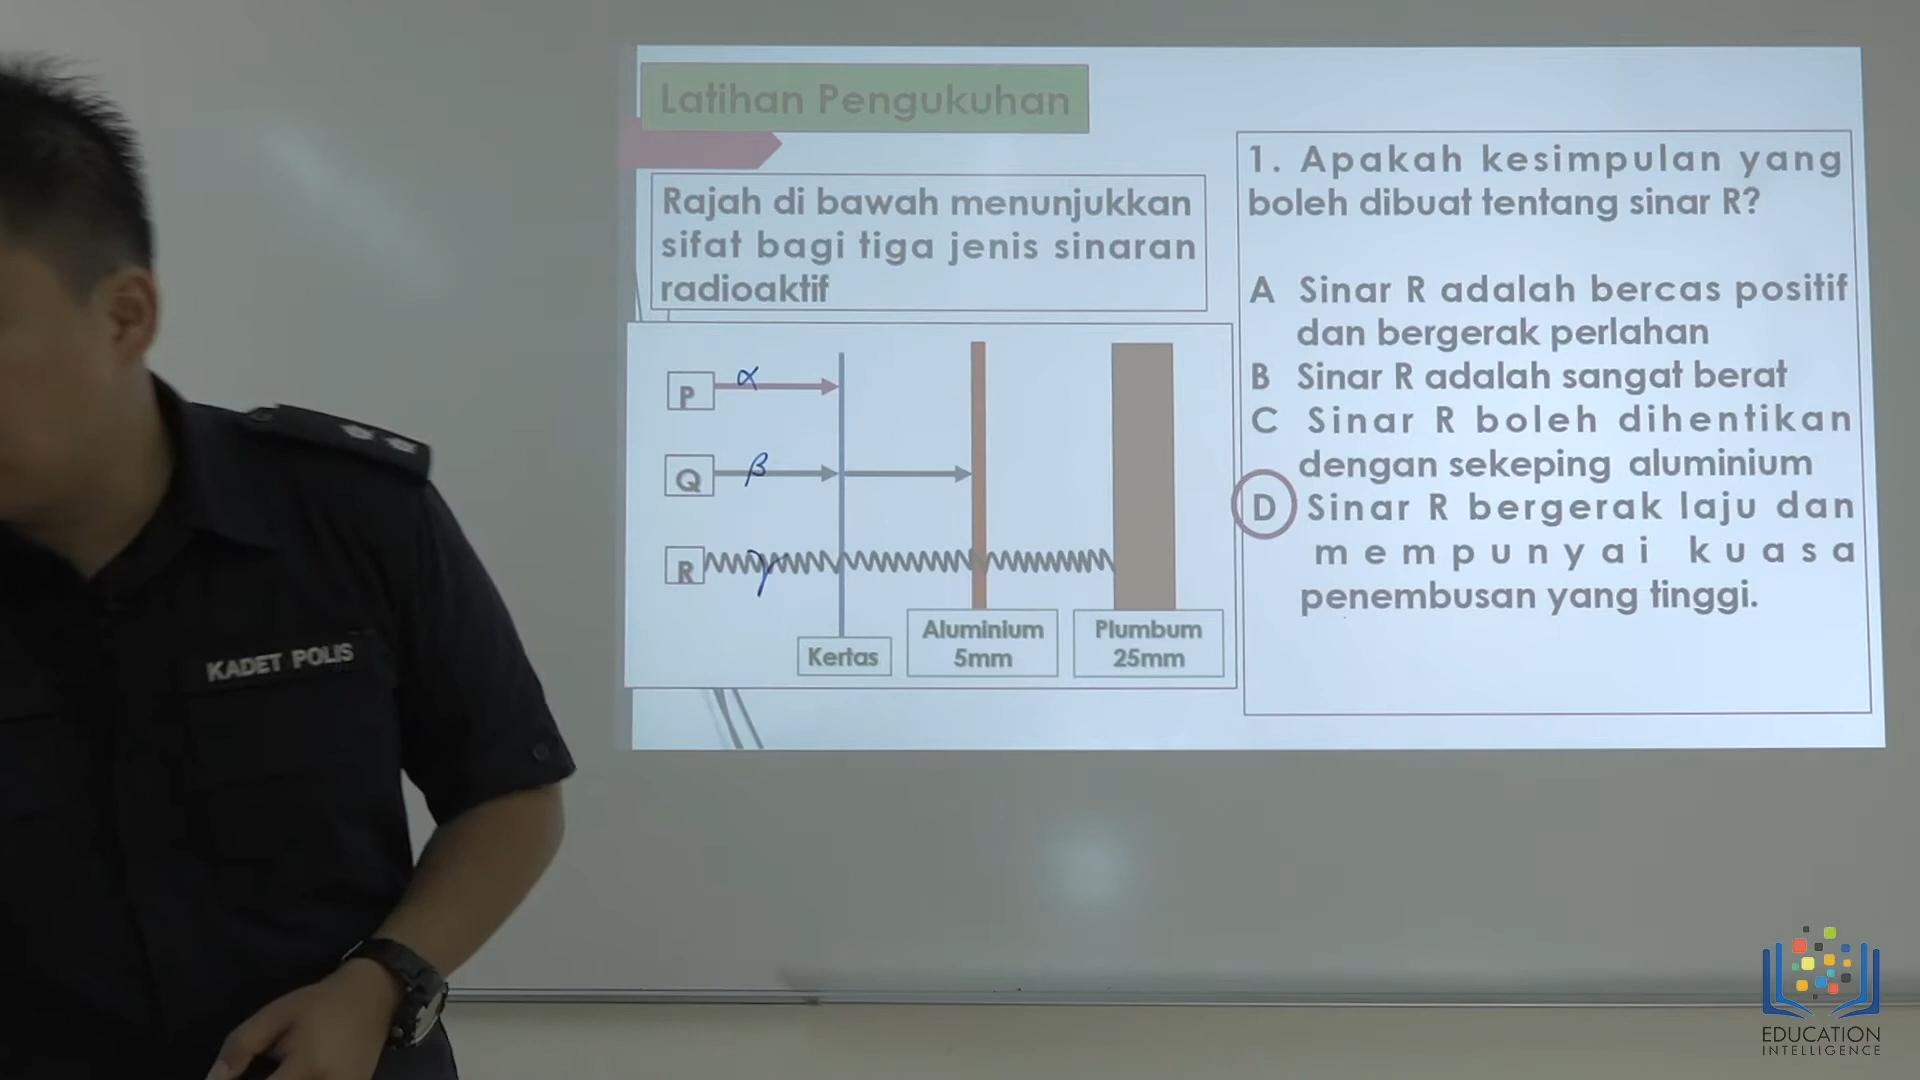 Latihan Pengukuhan
Rajah di bawah menunjukkan
sifat bagi tiga jenis sinaran
radioaktif
P
α
Q
β
R
γ
Kertas
Aluminium
5mm
Plumbum
25mm
1. Apakah kesimpulan yang
boleh dibuat tentang sinar R?
A Sinar R adalah bercas positif
dan bergerak perlahan
B Sinar R adalah sangat berat
C Sinar R boleh dihentikan
dengan sekeping aluminium
D Sinar R bergerak laju dan
mempunyai kuasa
penembusan yang tinggi.
KADET POLIS
EDUCATION
INTELLIGENCE